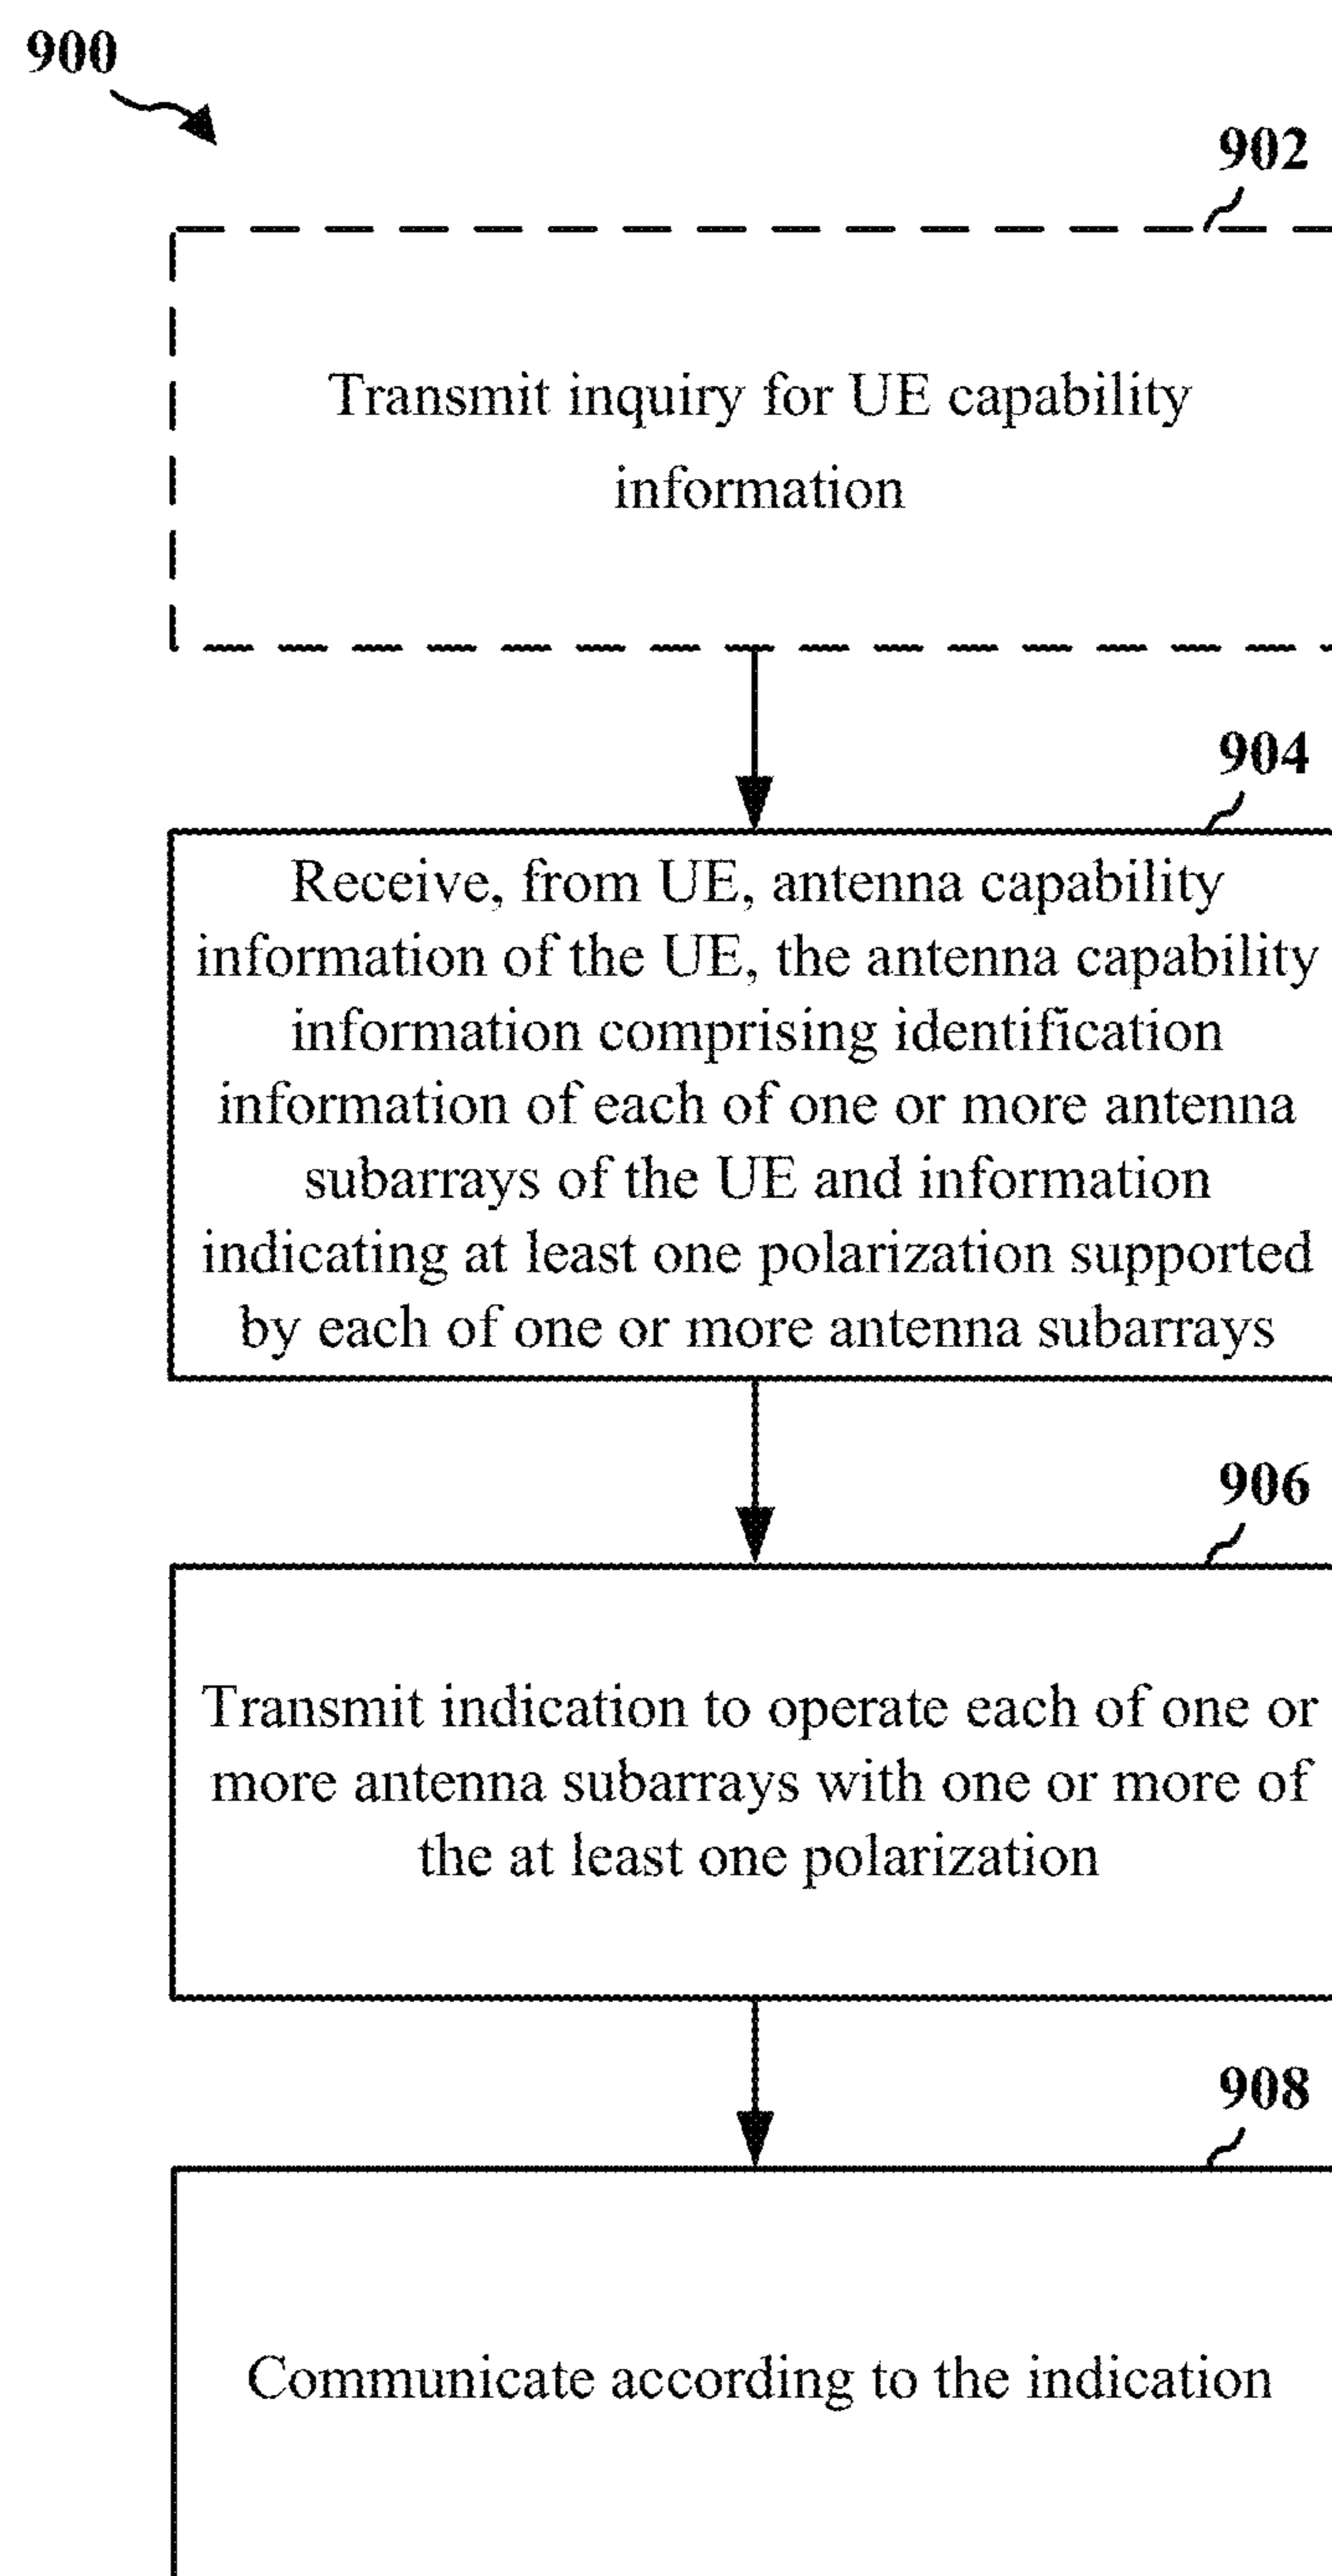 900
902
Transmit inquiry for UE capability
information
904
Receive, from UE, antenna capability
information of the UE, the antenna capability
information comprising identification
information of each of one or more antenna
subarrays of the UE and information
indicating at least one polarization supported
by each of one or more antenna subarrays
906
Transmit indication to operate each of one or
more antenna subarrays with one or more of
the at least one polarization
908
Communicate according to the indication